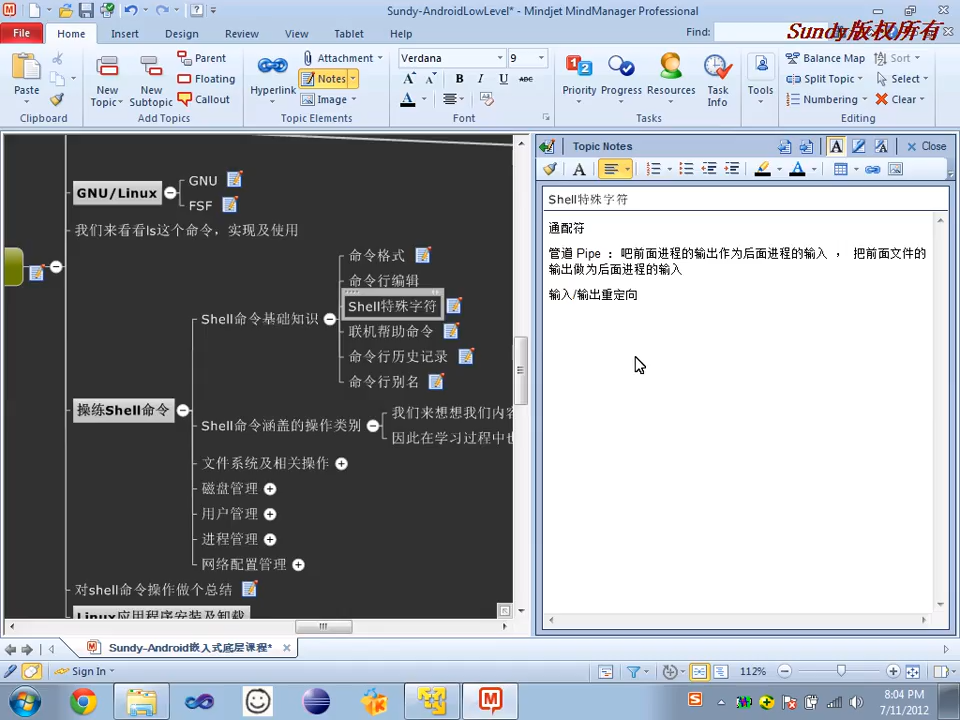 Sundy-AndroidLowLevel* - Mindjet MindManager Professional
File
Home
Insert
Design
Review
View
Tablet
Help
Find:
Sundy版权所有
Paste
New Topic
New Subtopic
Parent
Floating
Callout
Hyperlink
Attachment
Notes
Image
Verdana
9
A
A
B
I
U
ABC
A
Priority
Progress
Resources
Task Info
Tools
Balance Map
Split Topic
Numbering
Sort
Select
Clear
Clipboard
Add Topics
Topic Elements
Font
Tasks
Editing
GNU/Linux
GNU
FSF
我们来看看ls这个命令，实现及使用
命令格式
命令行编辑
Shell特殊字符
Shell命令基础知识
联机帮助命令
命令行历史记录
命令行别名
操练Shell命令
Shell命令涵盖的操作类别
我们来想想我们内容
因此在学习过程中也
文件系统及相关操作
磁盘管理
用户管理
进程管理
网络配置管理
对shell命令操作做个总结
Linux应用程序安装及卸载
Topic Notes
Close
Shell特殊字符
通配符
管道 Pipe ：吧前面进程的输出作为后面进程的输入 ， 把前面文件的
输出做为后面进程的输入
输入/输出重定向
Sundy-Android嵌入式底层课程*
Sign In
112%
8:04 PM
7/11/2012